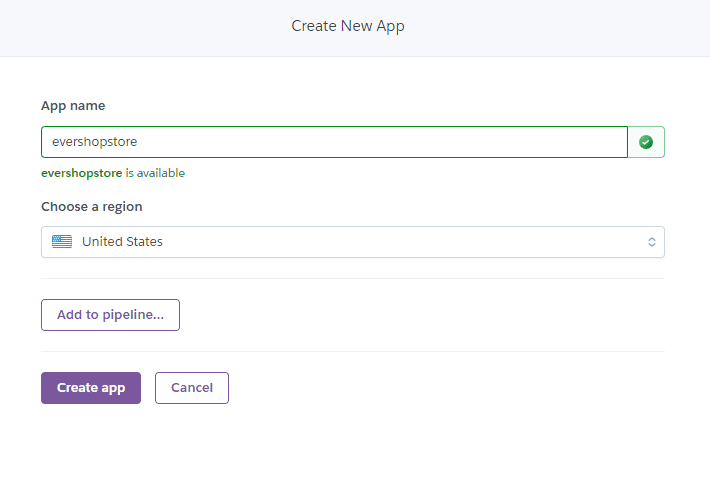 Create New App
App name
evershopstore
evershopstore is available
Choose a region
United States
Add to pipeline...
Create app
Cancel